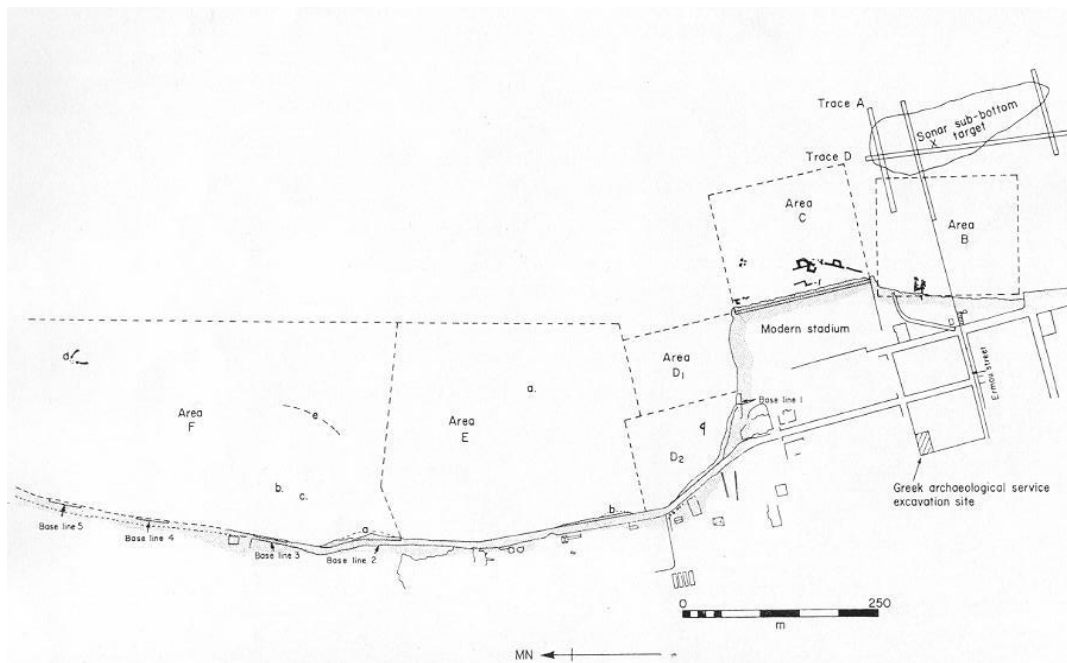 Trace A
Sonar sub-bottom
X target
Trace D
Area
C
Area
B
Modern stadium
Area
D1
Base line 1
Ermou Street
d
Area
F
e
a.
Area
E
D2
b.
c.
Greek archaeological service
excavation site
Base line 5
Base line 4
Base line 3
a
Base line 2
b
0 250
m
MN